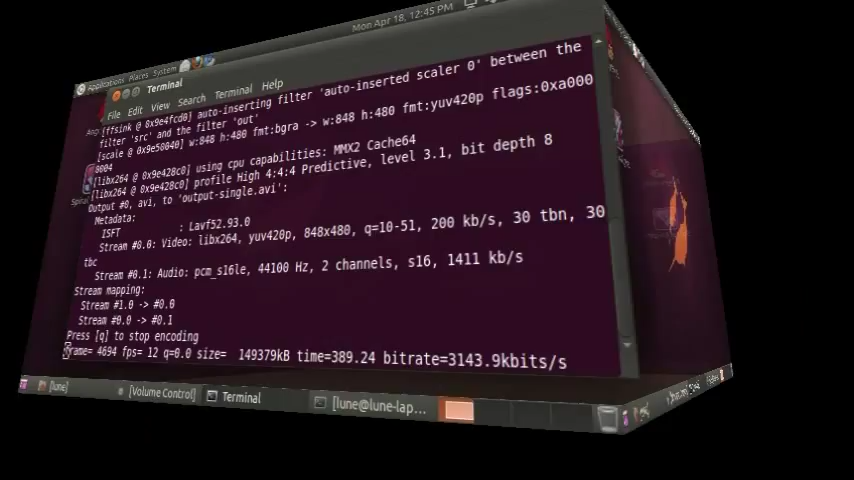 Mon Apr 18, 12:45 PM
Applications Places System
Terminal
File Edit View Search Terminal Help
[ffsink @ 0x9e4fcd0] auto-inserting filter 'auto-inserted scaler 0' between the
filter 'src' and the filter 'out'
[scale @ 0x9e50840] w:848 h:480 fmt:bgra -> w:848 h:480 fmt:yuv420p flags:0xa000
8004
[libx264 @ 0x9e428c0] using cpu capabilities: MMX2 Cache64
[libx264 @ 0x9e428c0] profile High 4:4:4 Predictive, level 3.1, bit depth 8
Output #0, avi, to 'output-single.avi':
Metadata:
ISFT : Lavf52.93.0
Stream #0.0: Video: libx264, yuv420p, 848x480, q=10-51, 200 kb/s, 30 tbn, 30
tbc
Stream #0.1: Audio: pcm_s16le, 44100 Hz, 2 channels, s16, 1411 kb/s
Stream mapping:
Stream #1.0 -> #0.0
Stream #0.0 -> #0.1
Press [q] to stop encoding
frame= 4694 fps= 12 q=0.0 size= 149379kB time=389.24 bitrate=3143.9kbits/s
[lune]
[Volume Control]
Terminal
[lune@lune-lap...